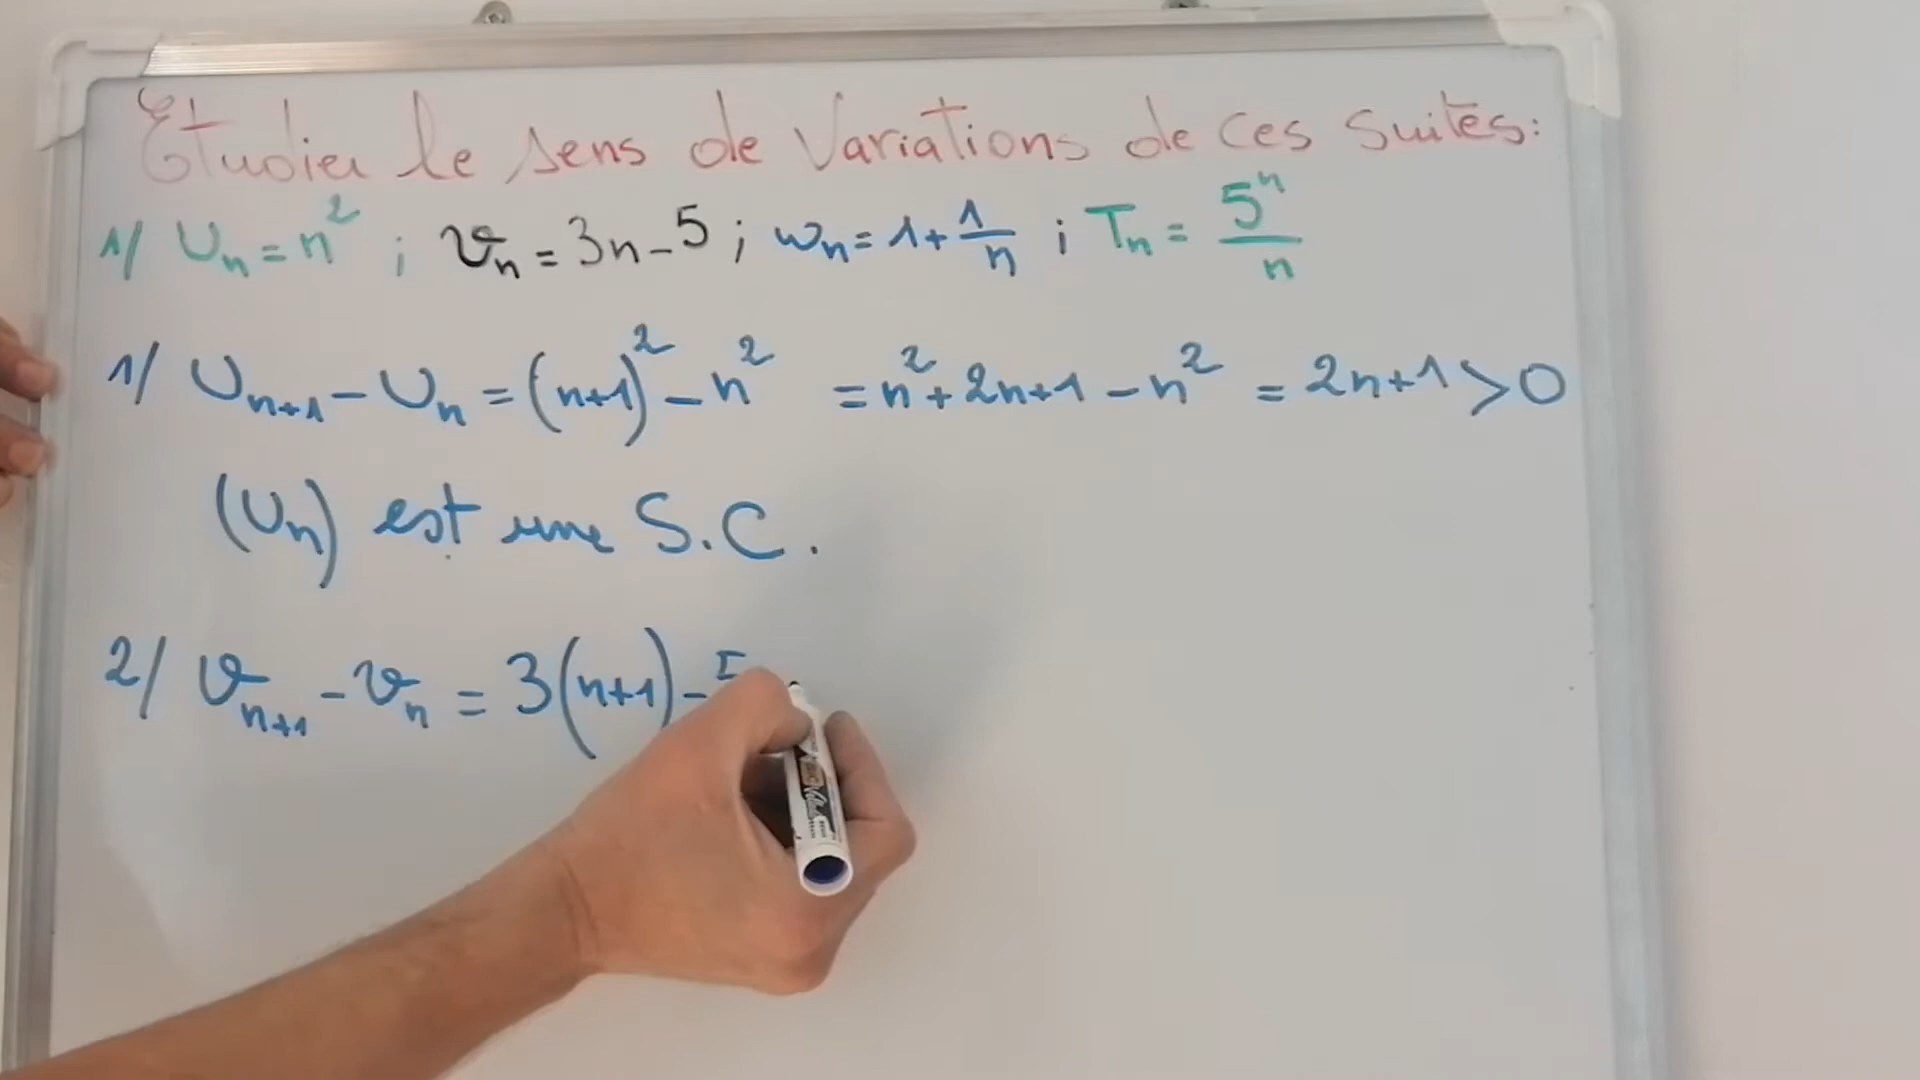 Etudier le sens de Variations de ces suites:
1/ Un = n² ; vn = 3n - 5 ; wn = 1 + 1/n ; Tn = 5ⁿ/n
1/ Un+1 - Un = (n+1)² - n² = n² + 2n+1 - n² = 2n+1 > 0
(Un) est une S.C.
2/ vn+1 - vn = 3(n+1) - 5